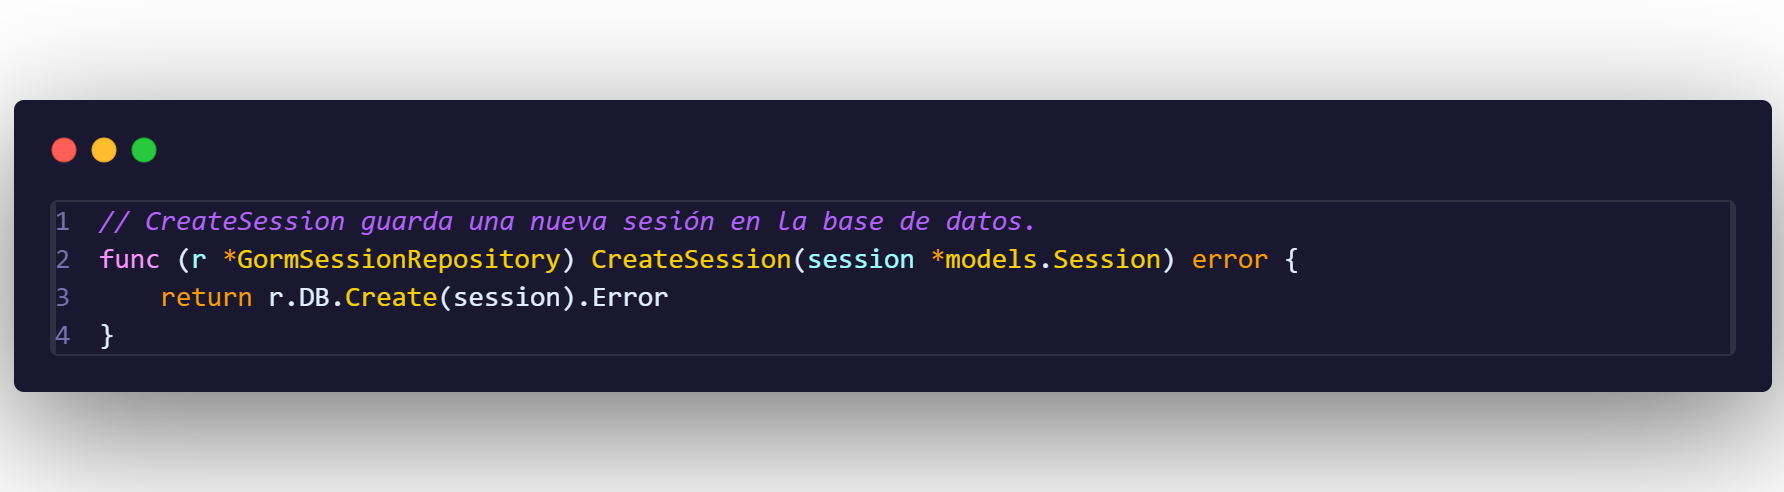 1 // CreateSession guarda una nueva sesión en la base de datos.
2 func (r *GormSessionRepository) CreateSession(session *models.Session) error {
3     return r.DB.Create(session).Error
4 }